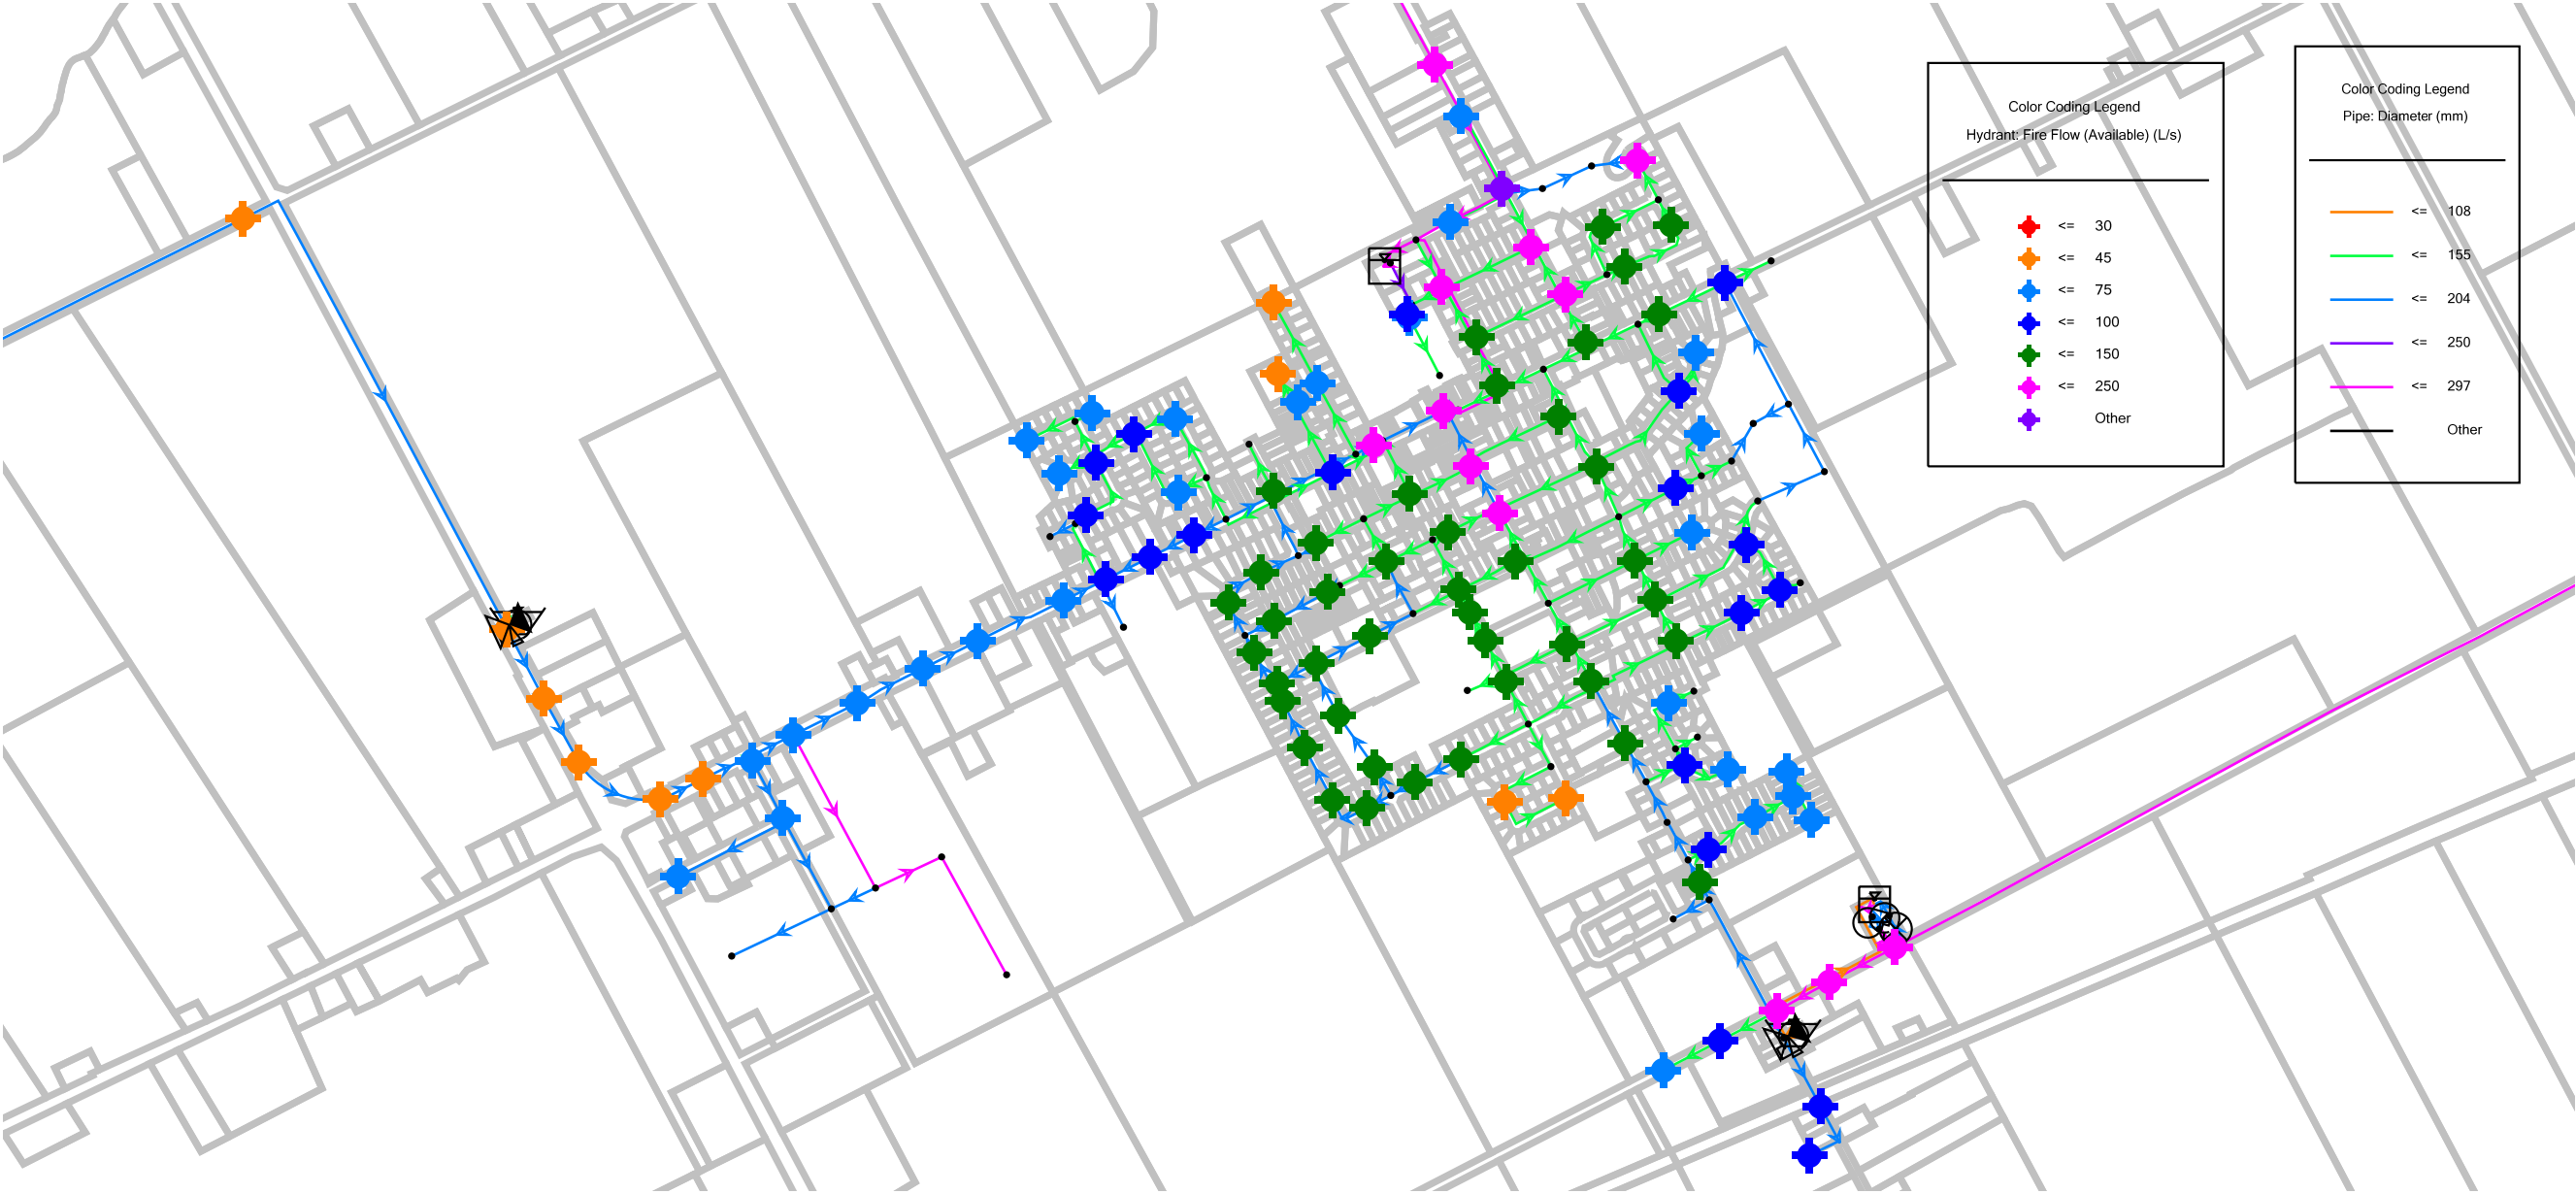 Color Coding Legend
Hydrant: Fire Flow (Available) (L/s)
<= 30
<= 45
<= 75
<= 100
<= 150
<= 250
Other
Color Coding Legend
Pipe: Diameter (mm)
<= 108
<= 155
<= 204
<= 250
<= 297
Other